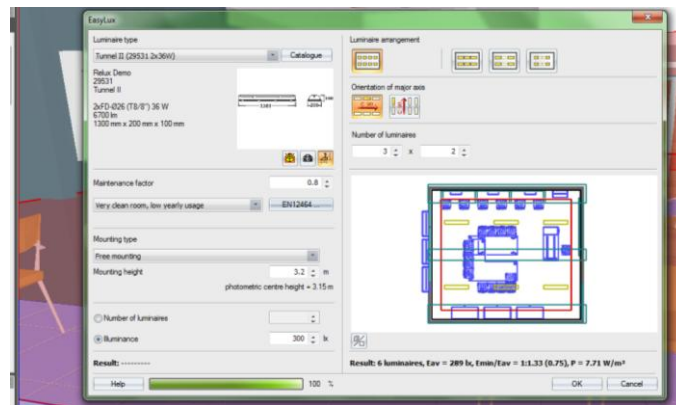 EasyLux
Luminaire type
Tunnel II (29531 2x36W)
Catalogue
Relux Demo
29531
Tunnel II
2xFD-Ø26 (T8/8") 36 W
6700 lm
1300 mm x 200 mm x 100 mm
Maintenance factor
0.8
Very clean room, low yearly usage
EN12464 ...
Mounting type
Free mounting
Mounting height
3.2 m
photometric centre height = 3.15 m
Number of luminaires
Illuminance
300 lx
Result: ---------
Luminaire arrangement
Orientation of major axis
Number of luminaires
3 x 2
Result: 6 luminaires, Eav = 289 lx, Emin/Eav = 1:1.33 (0.75), P = 7.71 W/m²
Help
100 %
OK
Cancel